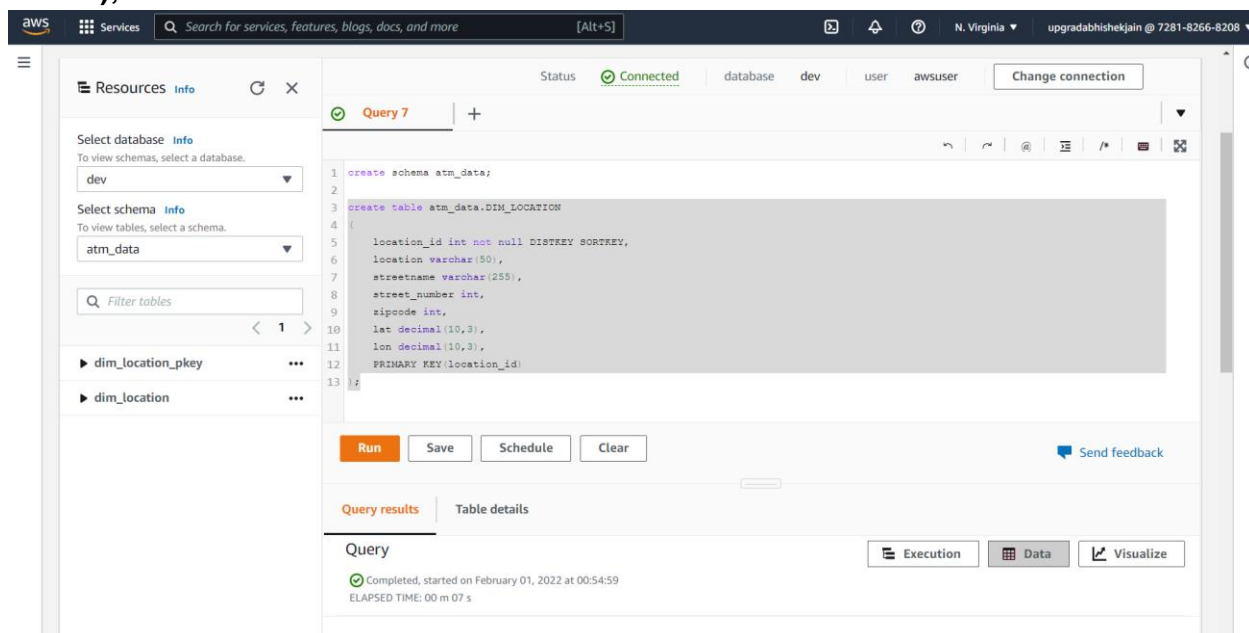 aws
Services
Search for services, features, blogs, docs, and more
[Alt+S]
N. Virginia ▼
upgradabhishekjain @ 7281-8266-8208 ▼
Resources Info
Status Connected database dev user awsuser Change connection
Query 7 +
Select database Info
To view schemas, select a database.
dev
Select schema Info
To view tables, select a schema.
atm_data
Filter tables
< 1 >
dim_location_pkey
dim_location
1 create schema atm_data;
2
3 create table atm_data.DIM_LOCATION
4 (
5 location_id int not null DISTKEY SORTKEY,
6 location varchar(50),
7 streetname varchar(255),
8 street_number int,
9 zipcode int,
10 lat decimal(10,3),
11 lon decimal(10,3),
12 PRIMARY KEY(location_id)
13 );
Run Save Schedule Clear
Send feedback
Query results Table details
Query
Execution Data Visualize
Completed, started on February 01, 2022 at 00:54:59
ELAPSED TIME: 00 m 07 s